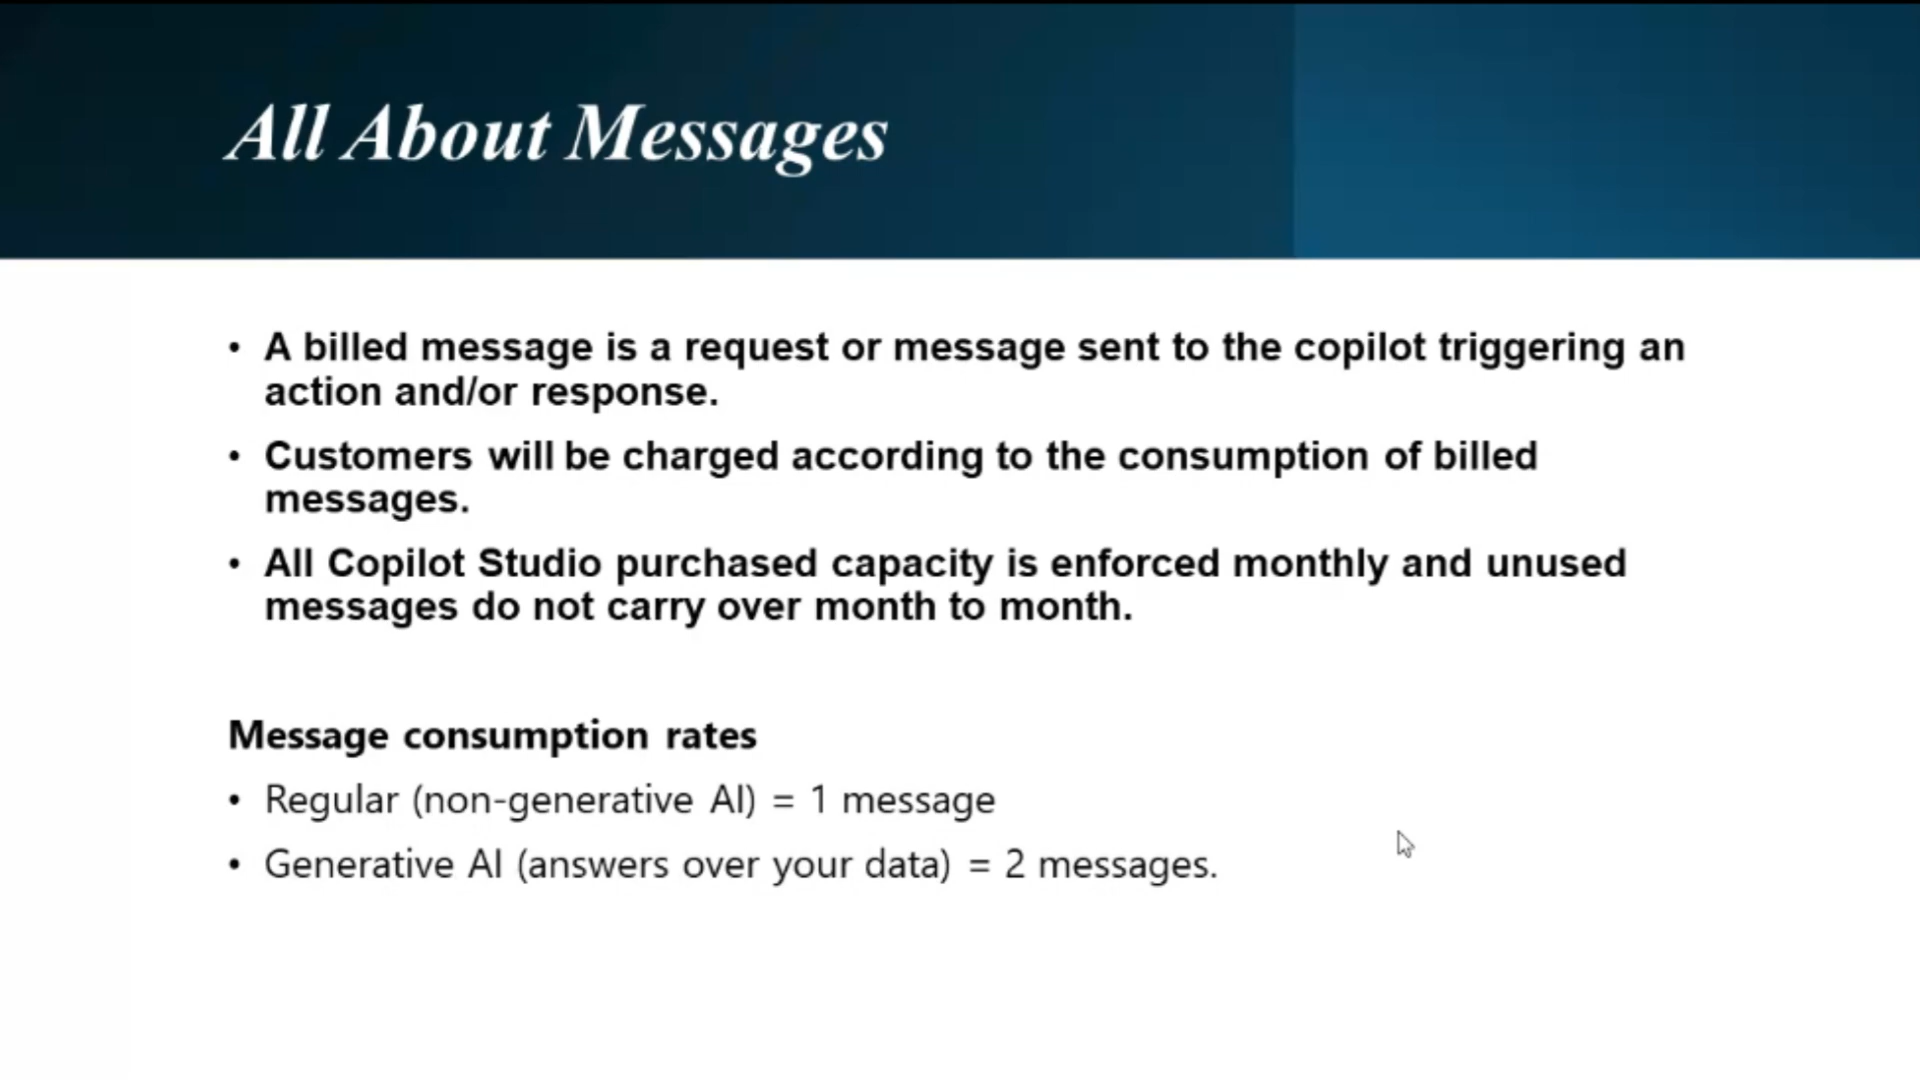 All About Messages
• A billed message is a request or message sent to the copilot triggering an
action and/or response.
• Customers will be charged according to the consumption of billed
messages.
• All Copilot Studio purchased capacity is enforced monthly and unused
messages do not carry over month to month.
Message consumption rates
• Regular (non-generative AI) = 1 message
• Generative AI (answers over your data) = 2 messages.